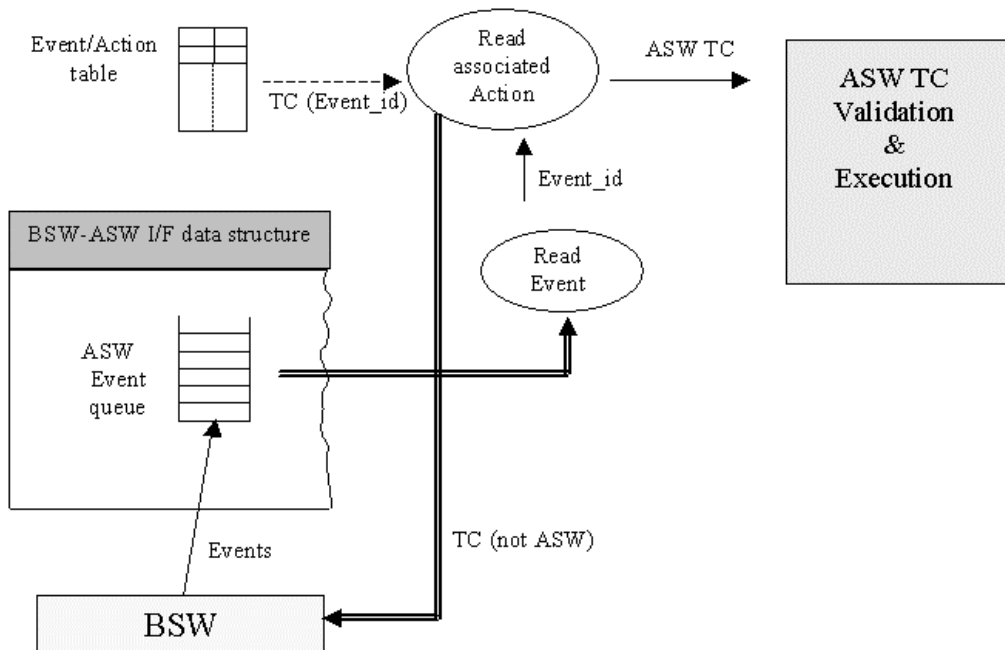 Event/Action
table
TC (Event_id)
Read
associated
Action
ASW TC
ASW TC
Validation
&
Execution
Event_id
BSW-ASW I/F data structure
Read
Event
ASW
Event
queue
TC (not ASW)
Events
BSW